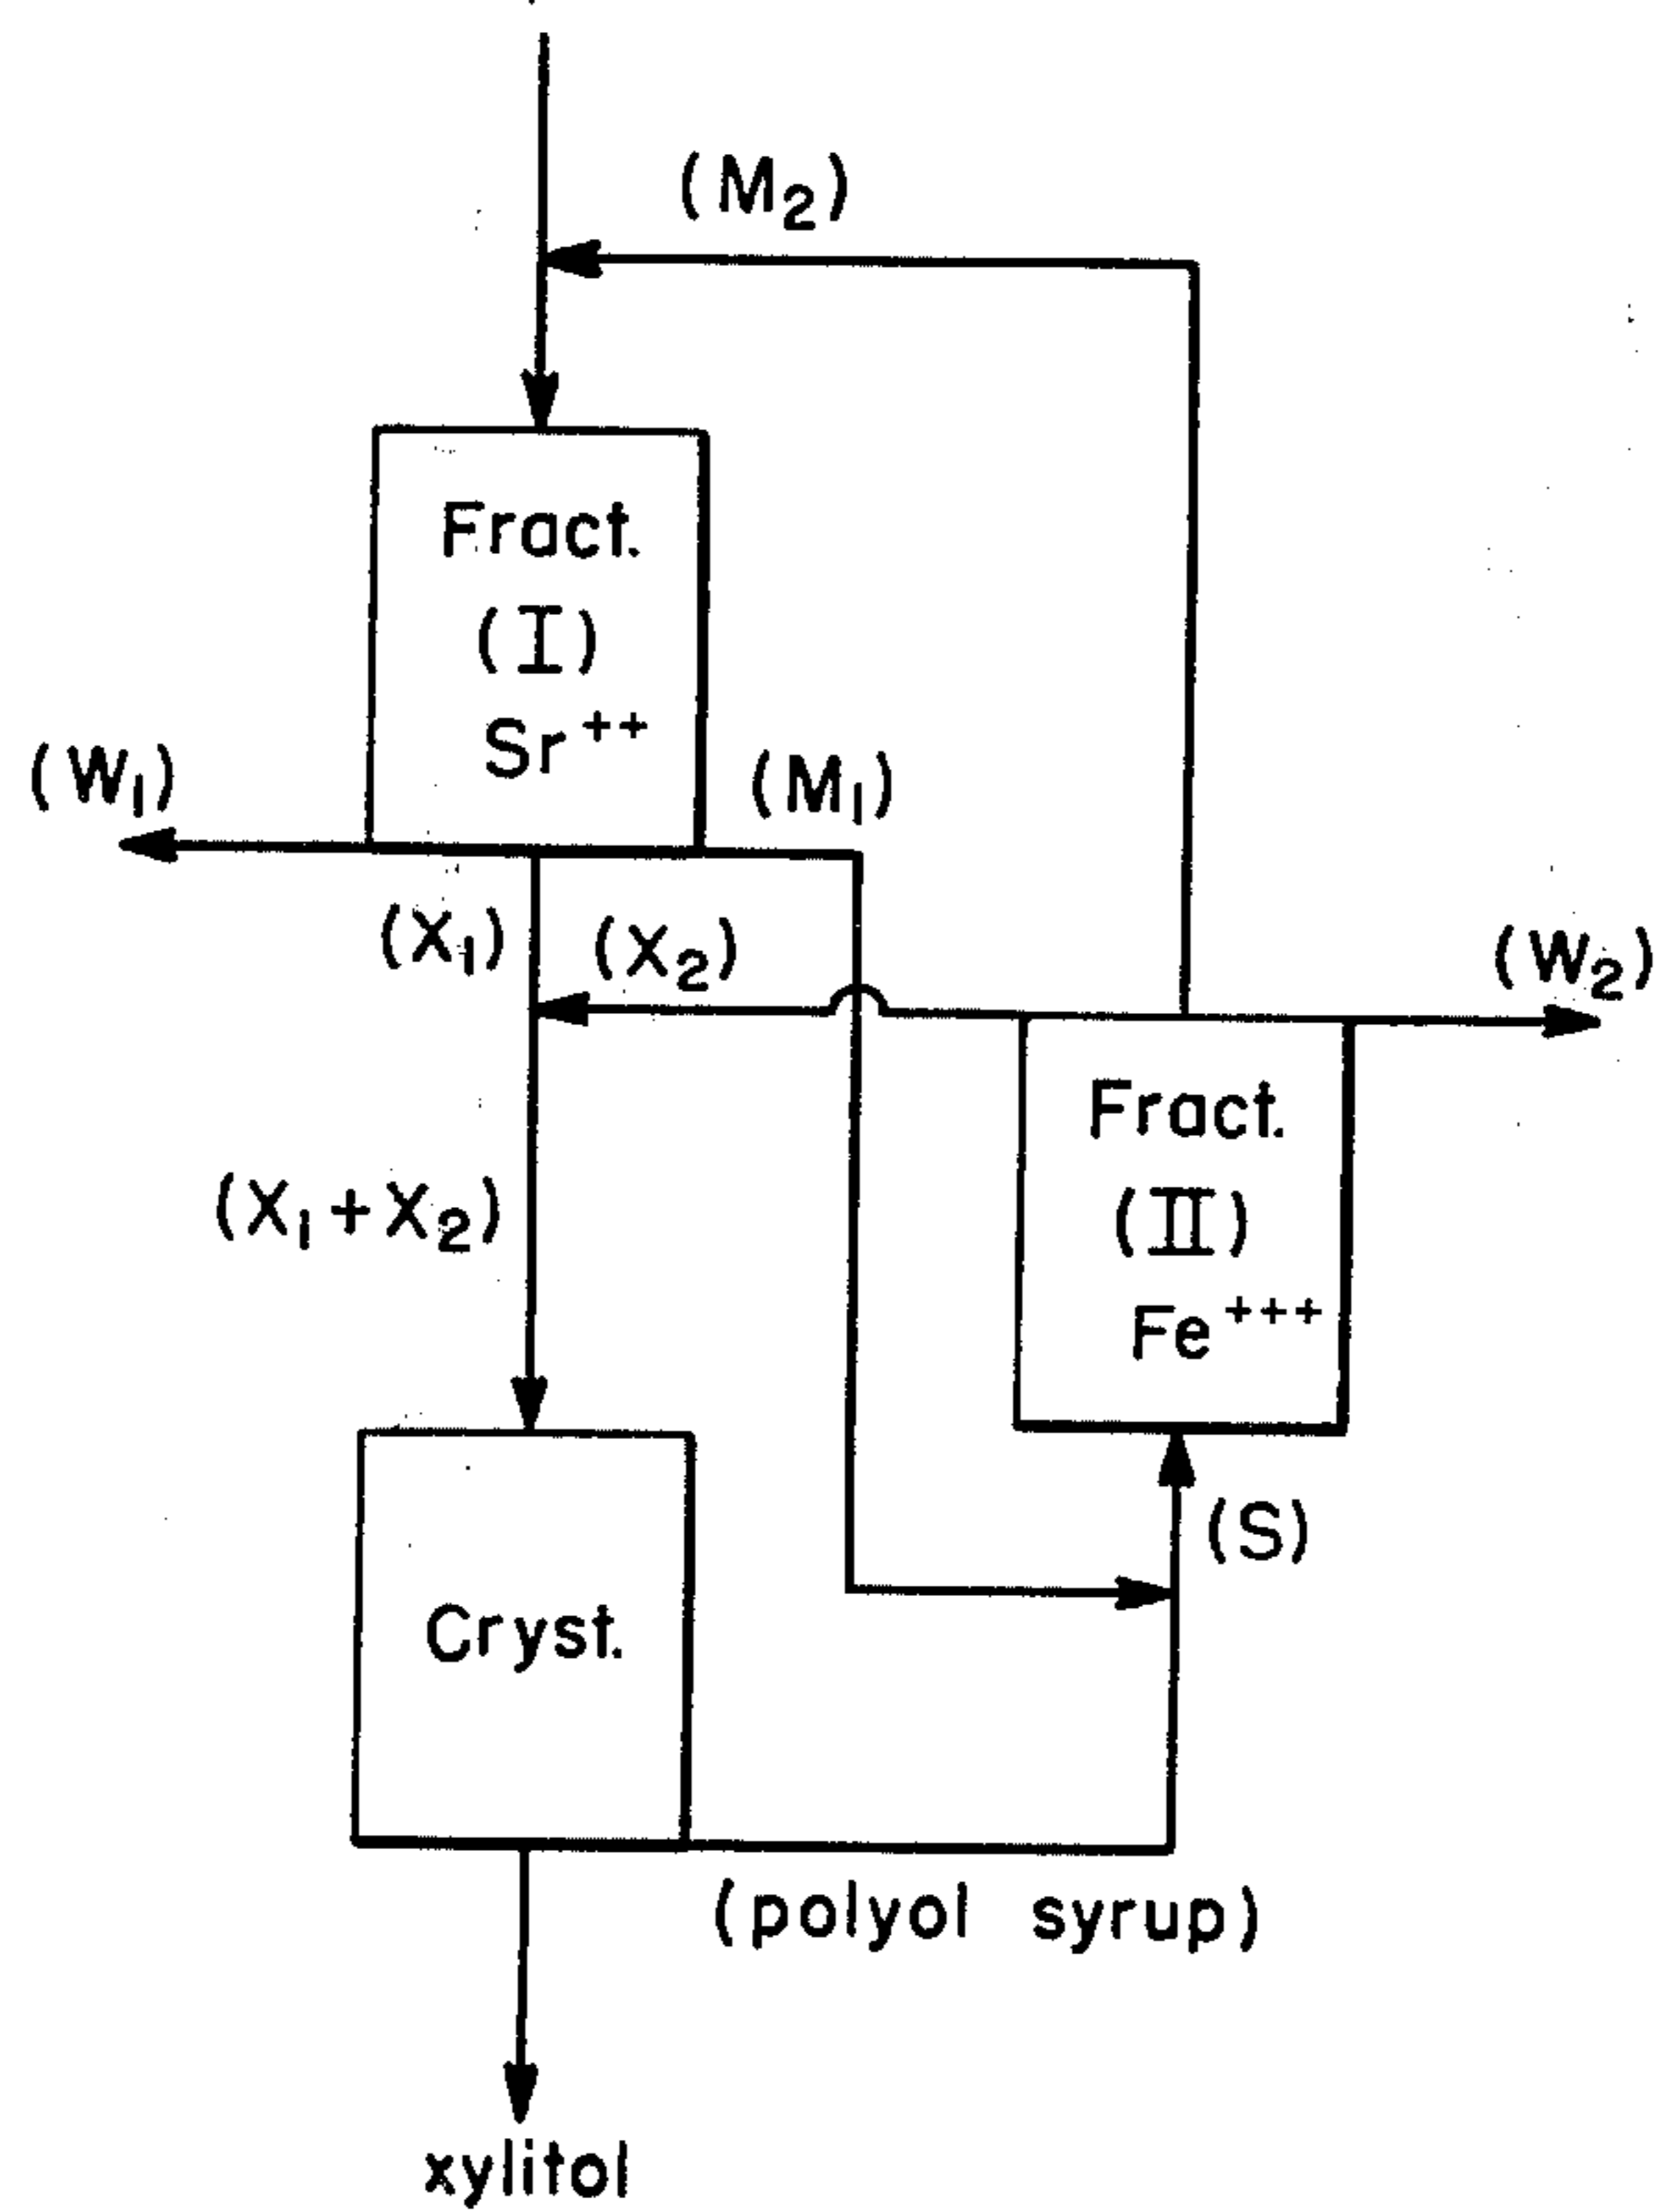 (M₂)
Fract.
(I)
Sr⁺⁺
(W₁)
(M₁)
(X₁)
(X₂)
(W₂)
Fract.
(II)
Fe⁺⁺⁺
(X₁+X₂)
(S)
Cryst.
(polyol syrup)
xylitol